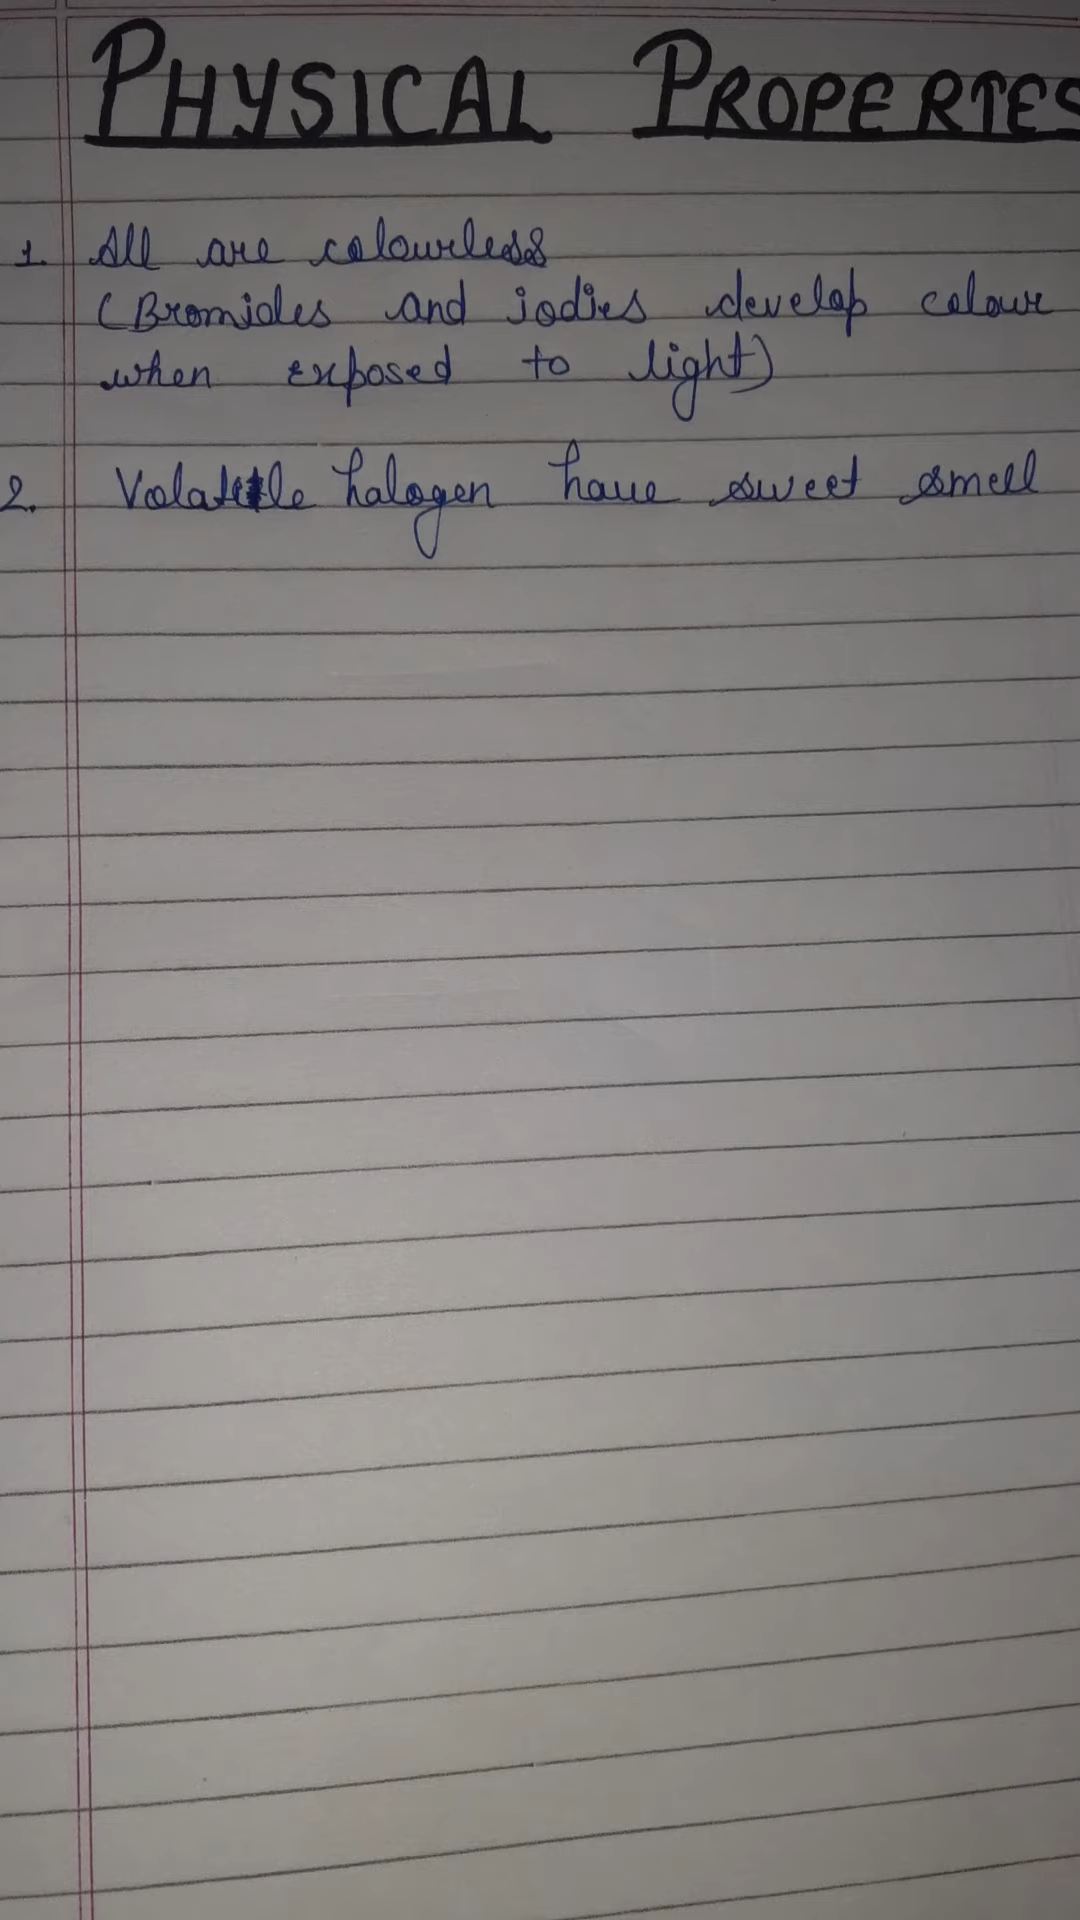 PHYSICAL PROPERTES
1. All are colourless
(Bromides and iodies develop colour
when exposed to light)
2. Volatile halogen have sweet smell